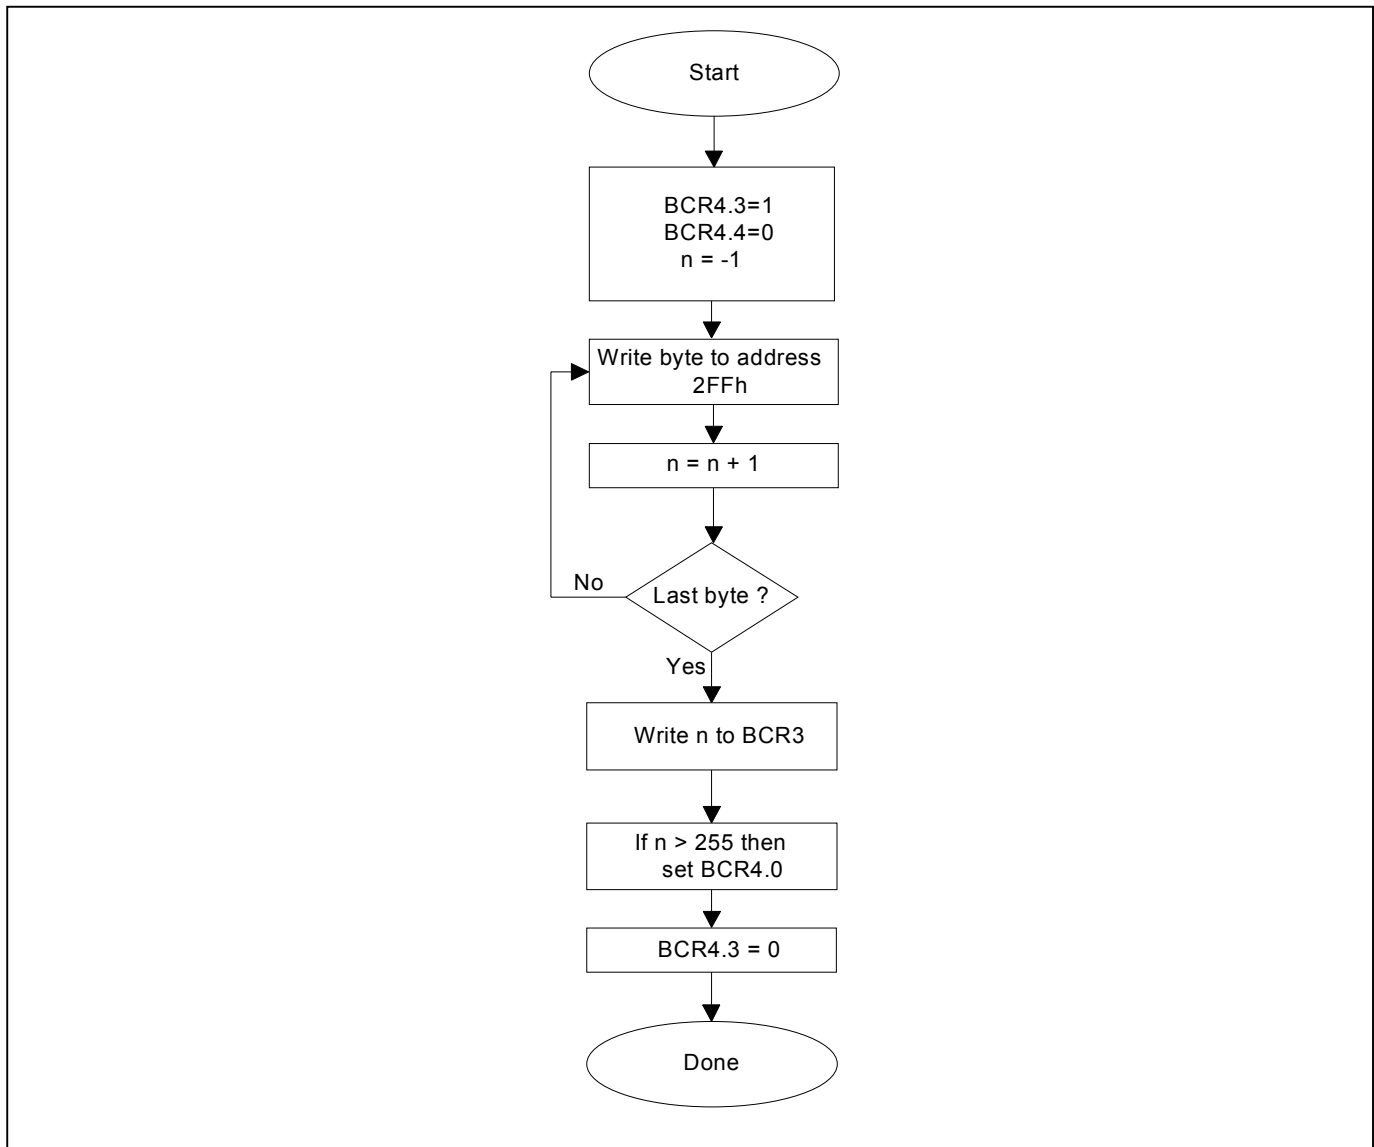 Start
BCR4.3=1
BCR4.4=0
n = -1
Write byte to address
2FFh
n = n + 1
Last byte ?
No
Yes
Write n to BCR3
If n > 255 then
set BCR4.0
BCR4.3 = 0
Done